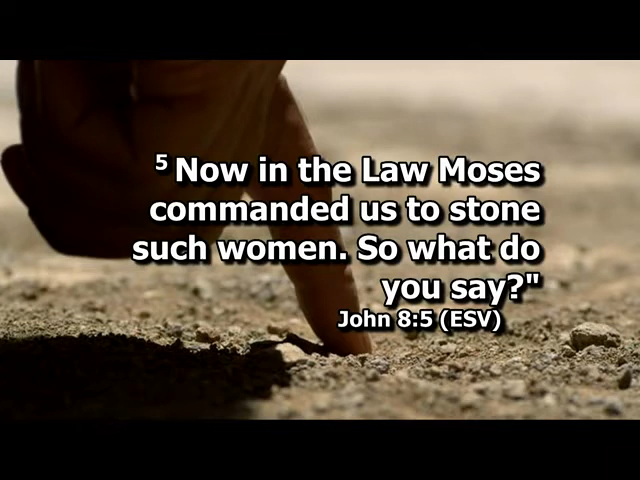 5 Now in the Law Moses
commanded us to stone
such women. So what do
you say?"
John 8:5 (ESV)